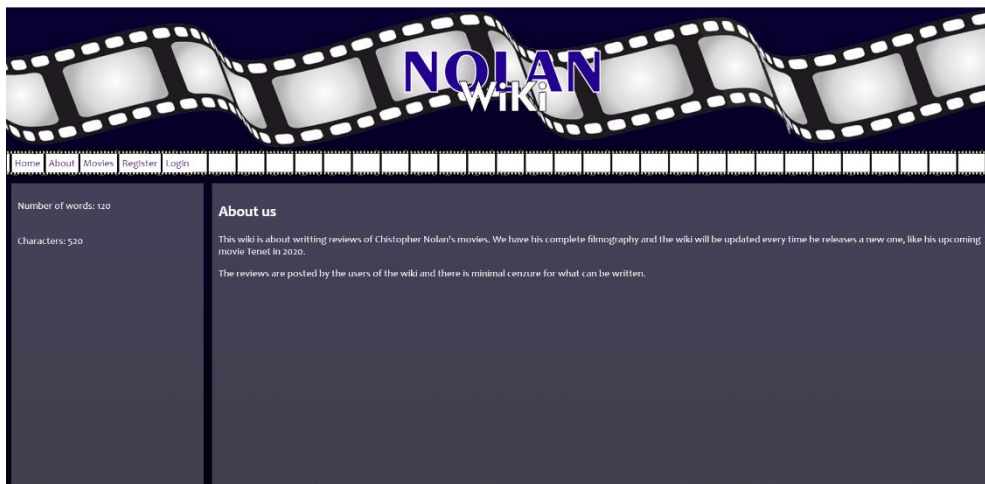 NOLAN
WiKi
Home About Movies Register Login
Number of words: 120
Characters: 520
About us
This wiki is about writting reviews of Chistopher Nolan's movies. We have his complete filmography and the wiki will be updated every time he releases a new one, like his upcoming
movie Tenet in 2020.
The reviews are posted by the users of the wiki and there is minimal cenzure for what can be written.